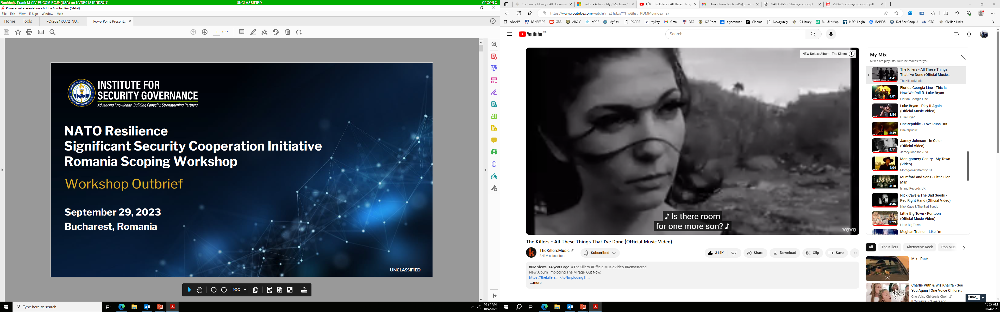 Buchheit, Frank M CIV EUCOM ECJ9 (USA) on NVDE01S1PRD2817
UNCLASSIFIED
CPCON 3
PowerPoint Presentation - Adobe Acrobat Pro (64-bit)
File Edit View E-Sign Window Help
Home Tools PO(2021)0372_NU... PowerPoint Present...
1 / 37
INSTITUTE FOR
SECURITY GOVERNANCE
Advancing Knowledge, Building Capacity, Strengthening Partners
NATO Resilience
Significant Security Cooperation Initiative
Romania Scoping Workshop
Workshop Outbrief
September 29, 2023
Bucharest, Romania
UNCLASSIFIED
100%
Type here to search
10:27 AM
10/4/2023
Continuity Library - All Documen
Taskers Active - My / My Team /
The Killers - All These Thing
Inbox - frank.buchheit5@gmail.c
NATO 2022 - Strategic concept
290622-strategic-concept.pdf
https://www.youtube.com/watch?v=sZTpLvsYYHw&list=RDMM&index=27
ATAAPS BENEFEDS GRB ABC-C eOPF MyBiz+ DCPDS myPay Gmail DTS JCSDoct skyscanner Cinema Newzjunky J9 Library Ru-Ukr Map NSO: Login RAPIDS Def Sec Coop U GTC Civilian Links
YouTube DE
Search
NEW Deluxe Album - The Killers
♪ Is there room
for one more son? ♪
vevo
The Killers - All These Things That I've Done (Official Music Video)
TheKillersMusic
2.41M subscribers
Subscribed
314K
Share
Download
Clip
Save
80M views 14 years ago #TheKillers #OfficialMusicVideo #Remastered
New Album 'Imploding The Mirage' Out Now:
https://thekillers.lnk.to/ImplodingTh...
...more
My Mix
Mixes are playlists Youtube makes for you
The Killers - All These Things
That I've Done (Official Music...
TheKillersMusic
4:41
Florida Georgia Line - This Is
How We Roll ft. Luke Bryan
Florida Georgia Line
4:01
Luke Bryan - Play It Again
(Official Music Video)
Luke Bryan
3:54
OneRepublic - Love Runs Out
OneRepublic
3:49
Jamey Johnson - In Color
(Official Video)
JameyJohnsonVEVO
4:11
Montgomery Gentry - My Town
(Video)
MontgomeryGentry101
4:04
Mumford and Sons - Little Lion
Man
Island Records UK
4:18
Nick Cave & The Bad Seeds -
Red Right Hand (Official Video)
Nick Cave & The Bad Seeds
4:46
Little Big Town - Pontoon
(Official Music Video)
Little Big Town
3:29
Meghan Trainor - Like I'm
All The Killers Alternative Rock Pop Mus
Mix - Rock
Charlie Puth & Wiz Khalifa - See
You Again | One Voice Childre...
One Voice Children's Choir
87M views • 3 years ago
DISA
10:27 AM
10/4/2023